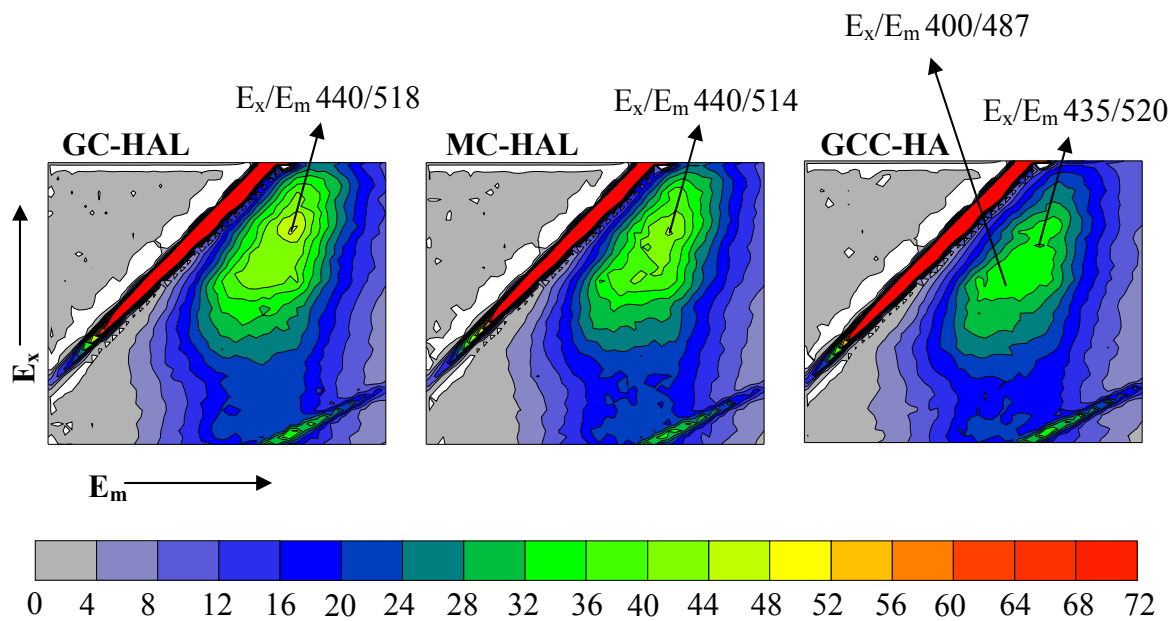 Eₓ/Eₘ 400/487
Eₓ/Eₘ 440/518
Eₓ/Eₘ 440/514
Eₓ/Eₘ 435/520
GC-HAL
MC-HAL
GCC-HA
Eₓ
Eₘ
0 4 8 12 16 20 24 28 32 36 40 44 48 52 56 60 64 68 72